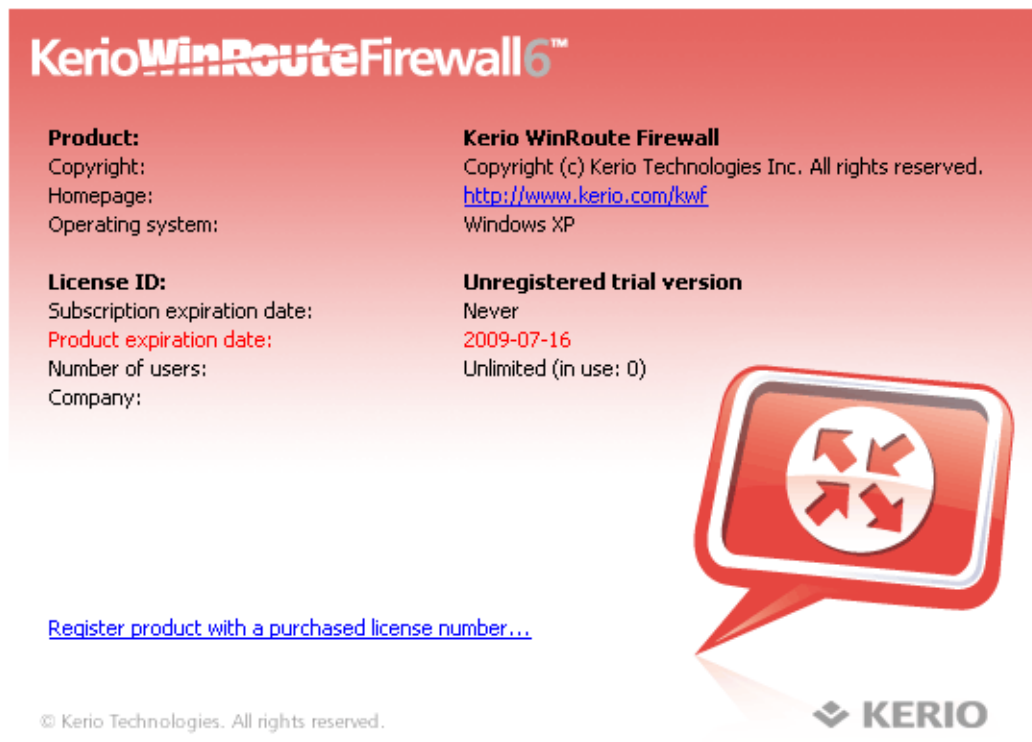 KerioWinRouteFirewall6™
Product: Kerio WinRoute Firewall
Copyright: Copyright (c) Kerio Technologies Inc. All rights reserved.
Homepage: http://www.kerio.com/kwf
Operating system: Windows XP
License ID: Unregistered trial version
Subscription expiration date: Never
Product expiration date: 2009-07-16
Number of users: Unlimited (in use: 0)
Company:
Register product with a purchased license number...
© Kerio Technologies. All rights reserved.
KERIO